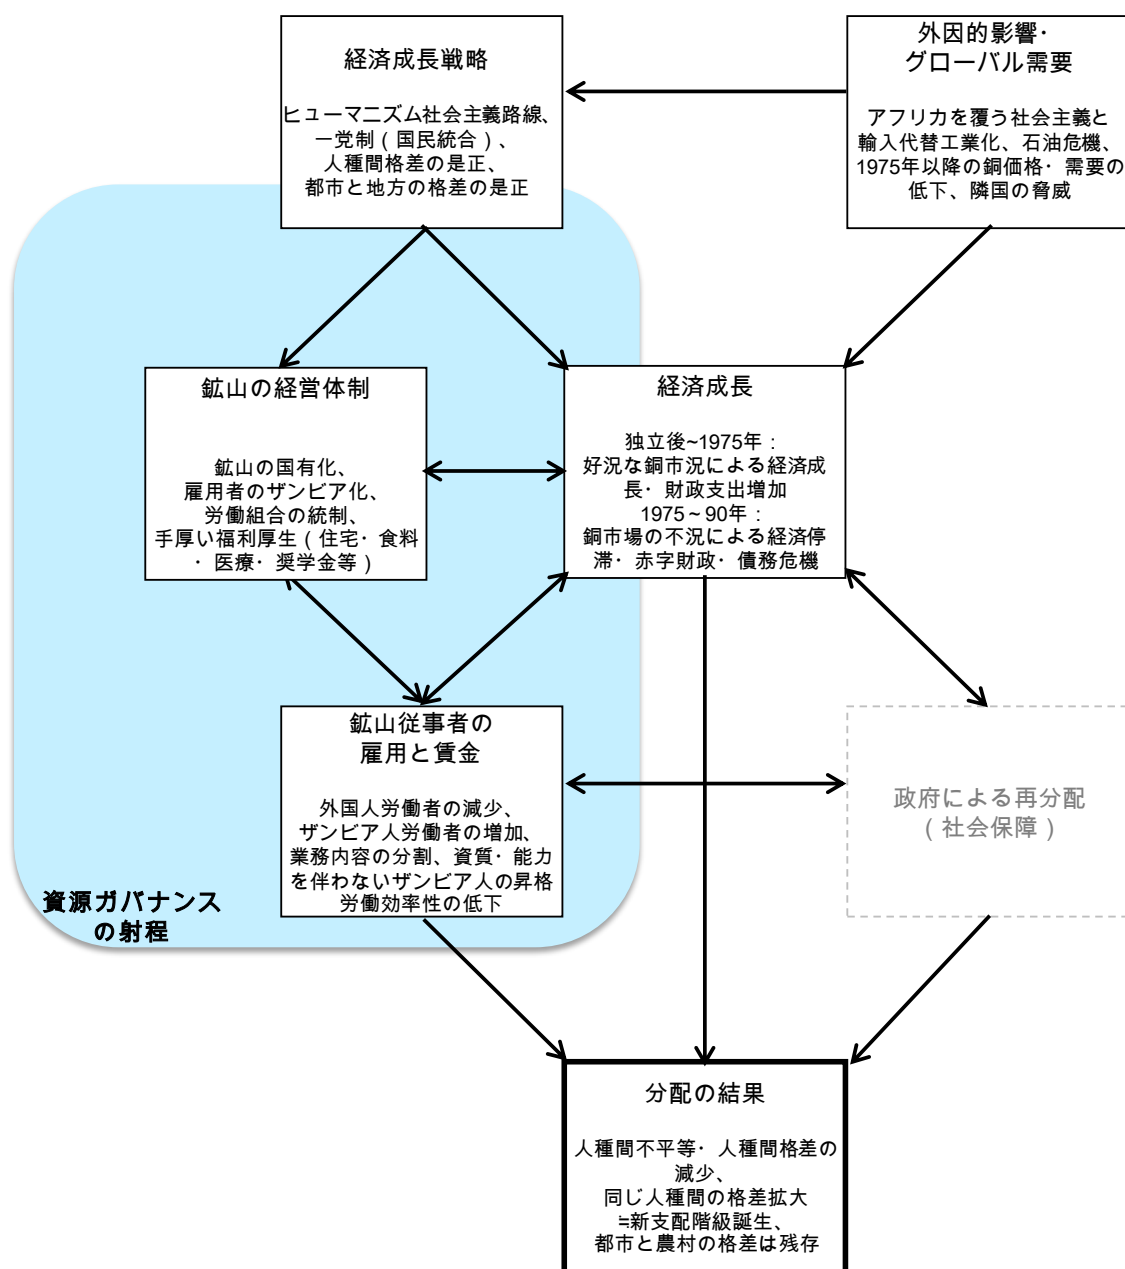 経済成長戦略
ヒューマニズム社会主義路線、
一党制（国民統合）、
人種間格差の是正、
都市と地方の格差の是正
外因的影響・
グローバル需要
アフリカを覆う社会主義と
輸入代替工業化、石油危機、
1975年以降の銅価格・需要の
低下、隣国の脅威
鉱山の経営体制
鉱山の国有化、
雇用者のザンビア化、
労働組合の統制、
手厚い福利厚生（住宅・食料
・医療・奨学金等）
経済成長
独立後~1975年：
好況な銅市況による経済成
長・財政支出増加
1975～90年：
銅市場の不況による経済停
滞・赤字財政・債務危機
鉱山従事者の
雇用と賃金
外国人労働者の減少、
ザンビア人労働者の増加、
業務内容の分割、資質・能力
を伴わないザンビア人の昇格
労働効率性の低下
政府による再分配
（社会保障）
資源ガバナンス
の射程
分配の結果
人種間不平等・人種間格差の
減少、
同じ人種間の格差拡大
≒新支配階級誕生、
都市と農村の格差は残存